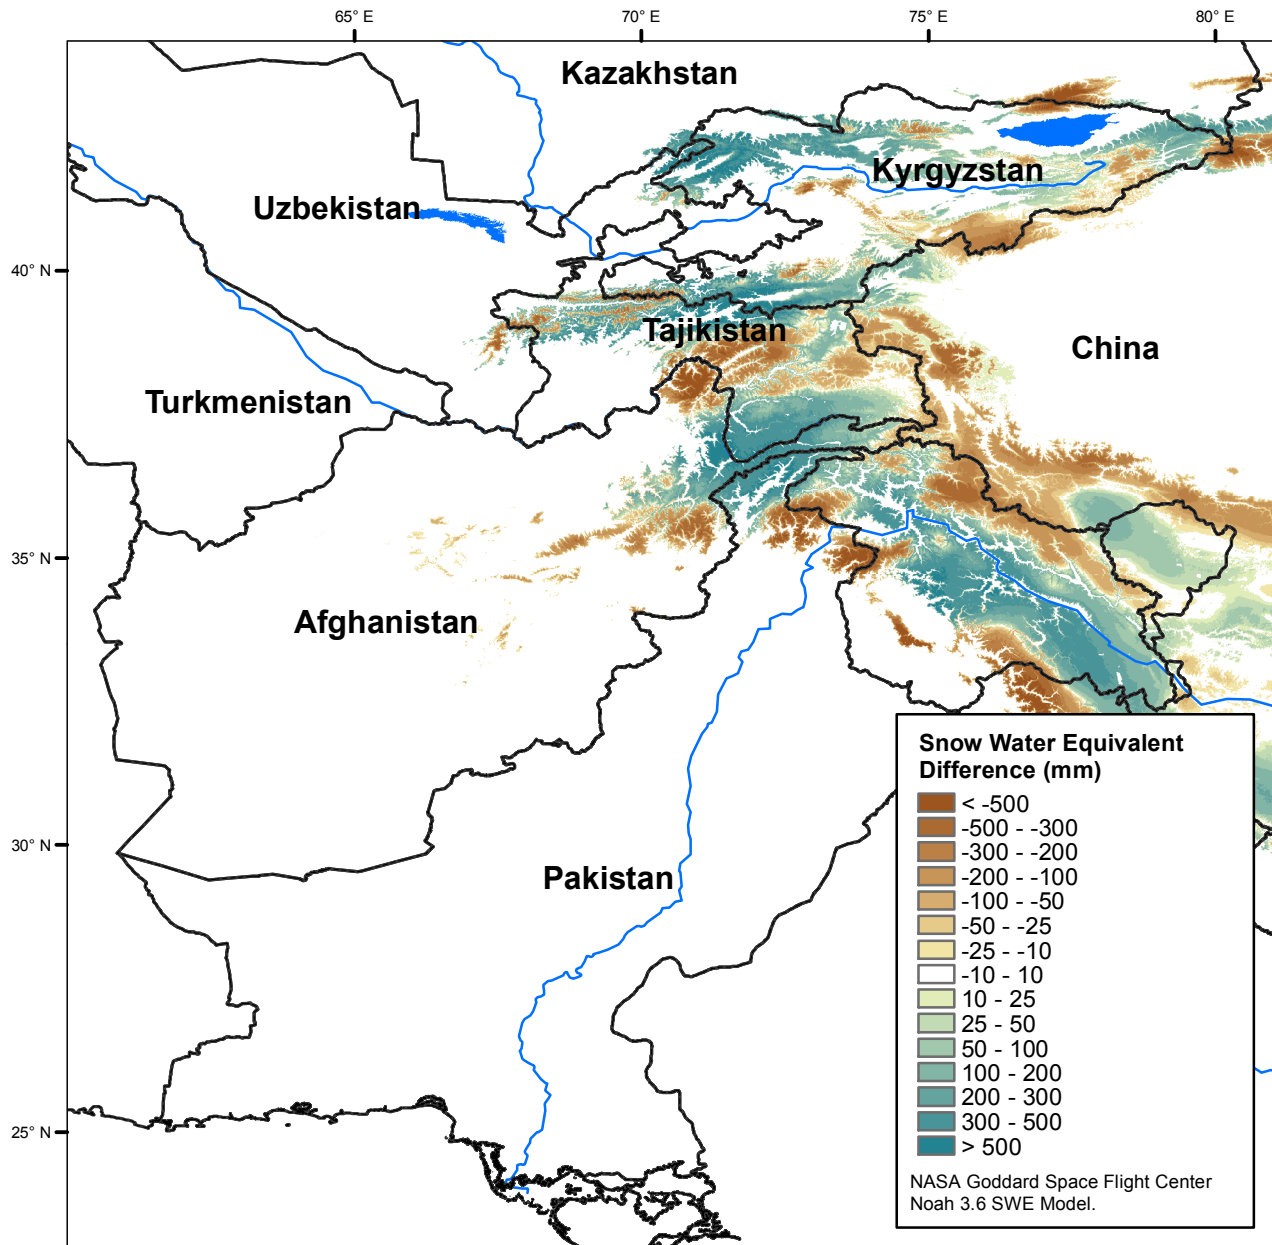 65° E
70° E
75° E
80° E
Kazakhstan
Kyrgyzstan
Uzbekistan
40° N
Tajikistan
China
Turkmenistan
35° N
Afghanistan
Snow Water Equivalent
Difference (mm)
< -500
-500 - -300
-300 - -200
-200 - -100
-100 - -50
-50 - -25
-25 - -10
-10 - 10
10 - 25
25 - 50
50 - 100
100 - 200
200 - 300
300 - 500
> 500
30° N
Pakistan
25° N
NASA Goddard Space Flight Center
Noah 3.6 SWE Model.